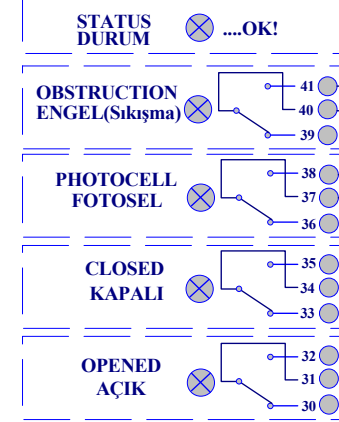 STATUS
DURUM
....OK!
OBSTRUCTION
ENGEL(Sıkışma)
41
40
39
PHOTOCELL
FOTOSEL
38
37
36
CLOSED
KAPALI
35
34
33
OPENED
AÇIK
32
31
30